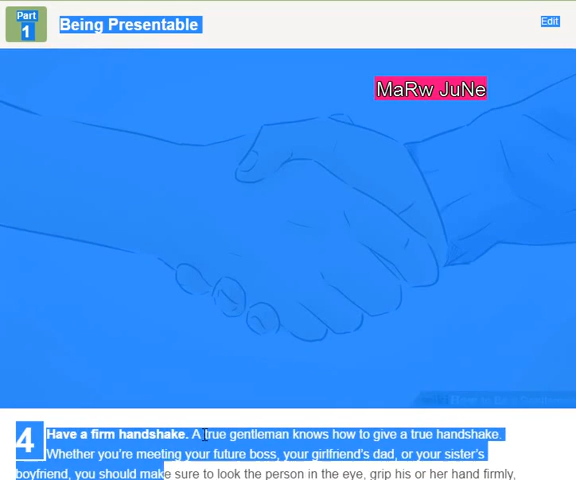 Part
1
Being Presentable
Edit
MaRw JuNe
4
Have a firm handshake. A true gentleman knows how to give a true handshake.
Whether you're meeting your future boss, your girlfriend's dad, or your sister's
boyfriend, you should make sure to look the person in the eye, grip his or her hand firmly,